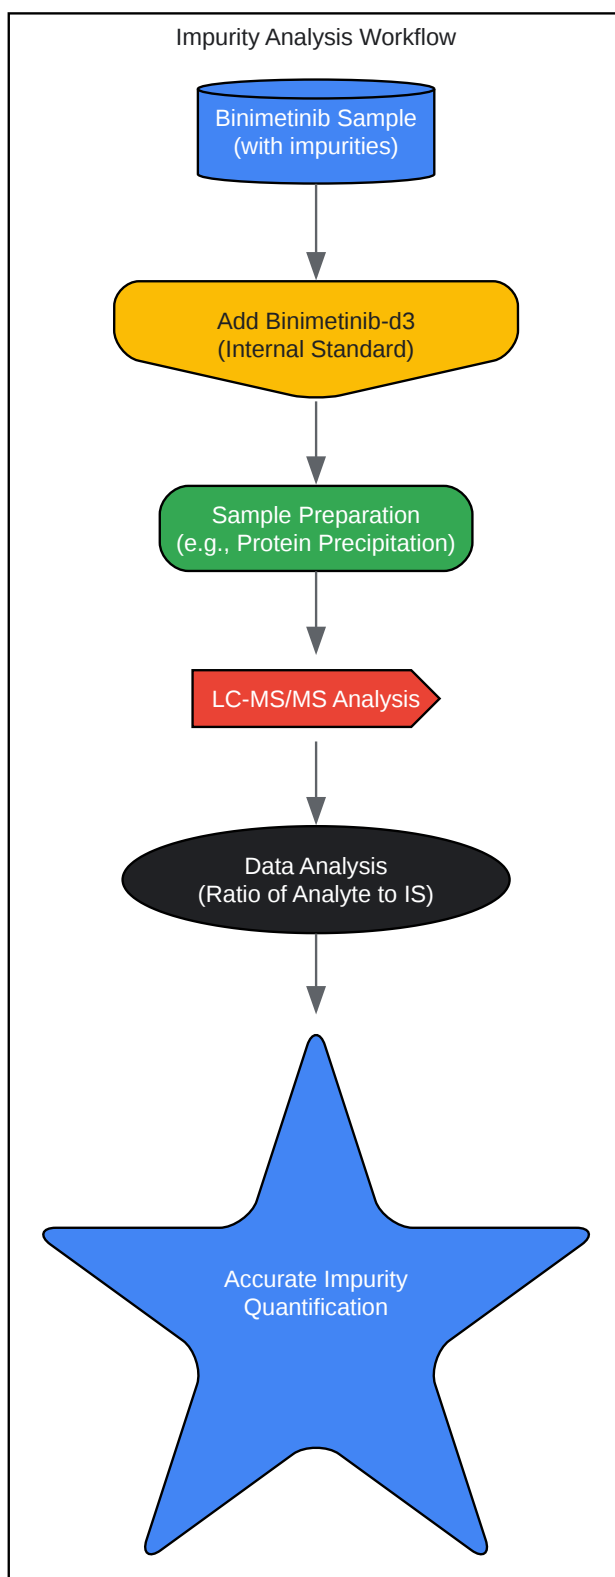 Impurity Analysis Workflow
Binimetinib Sample
(with impurities)
Add Binimetinib-d3
(Internal Standard)
Sample Preparation
(e.g., Protein Precipitation)
LC-MS/MS Analysis
Data Analysis
(Ratio of Analyte to IS)
Accurate Impurity
Quantification